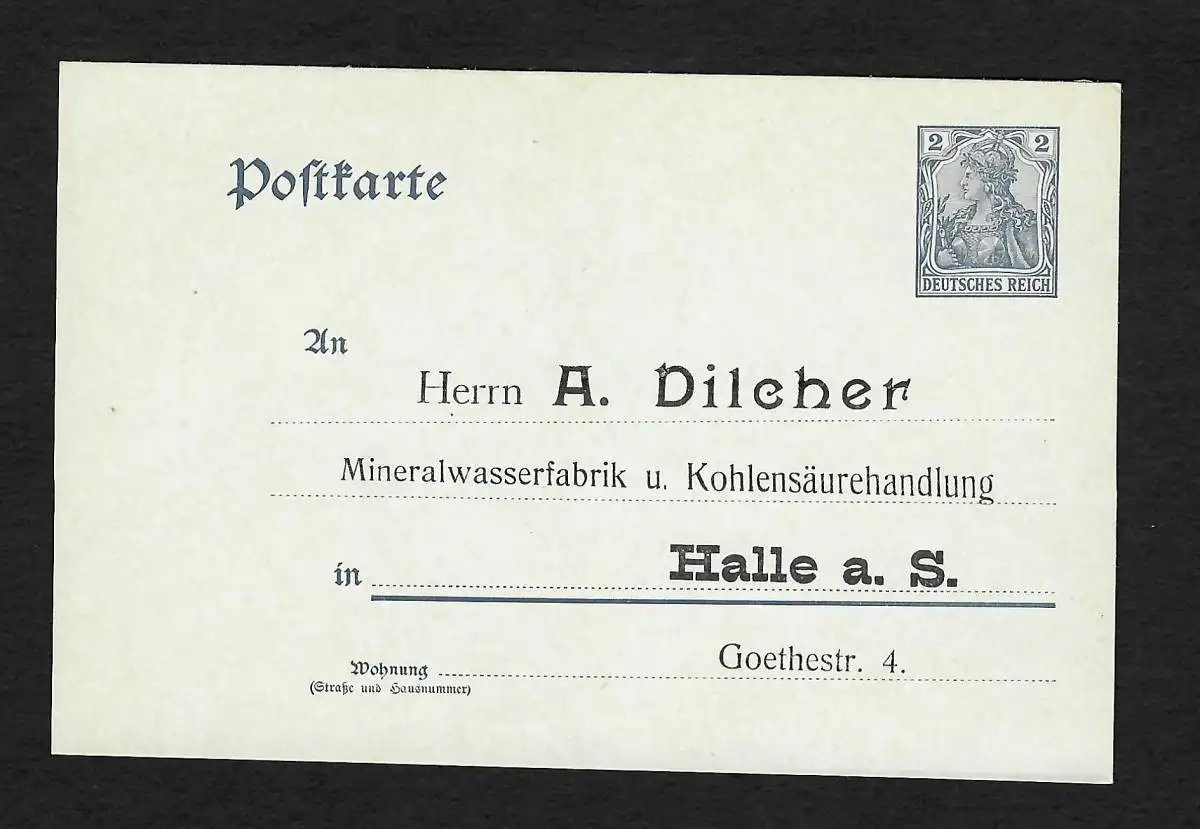 Postkarte
2 2
DEUTSCHES REICH
An
Herrn A. Dilcher
Mineralwasserfabrik u. Kohlensäurehandlung
in Halle a. S.
Wohnung Goethestr. 4.
(Straße und Hausnummer)